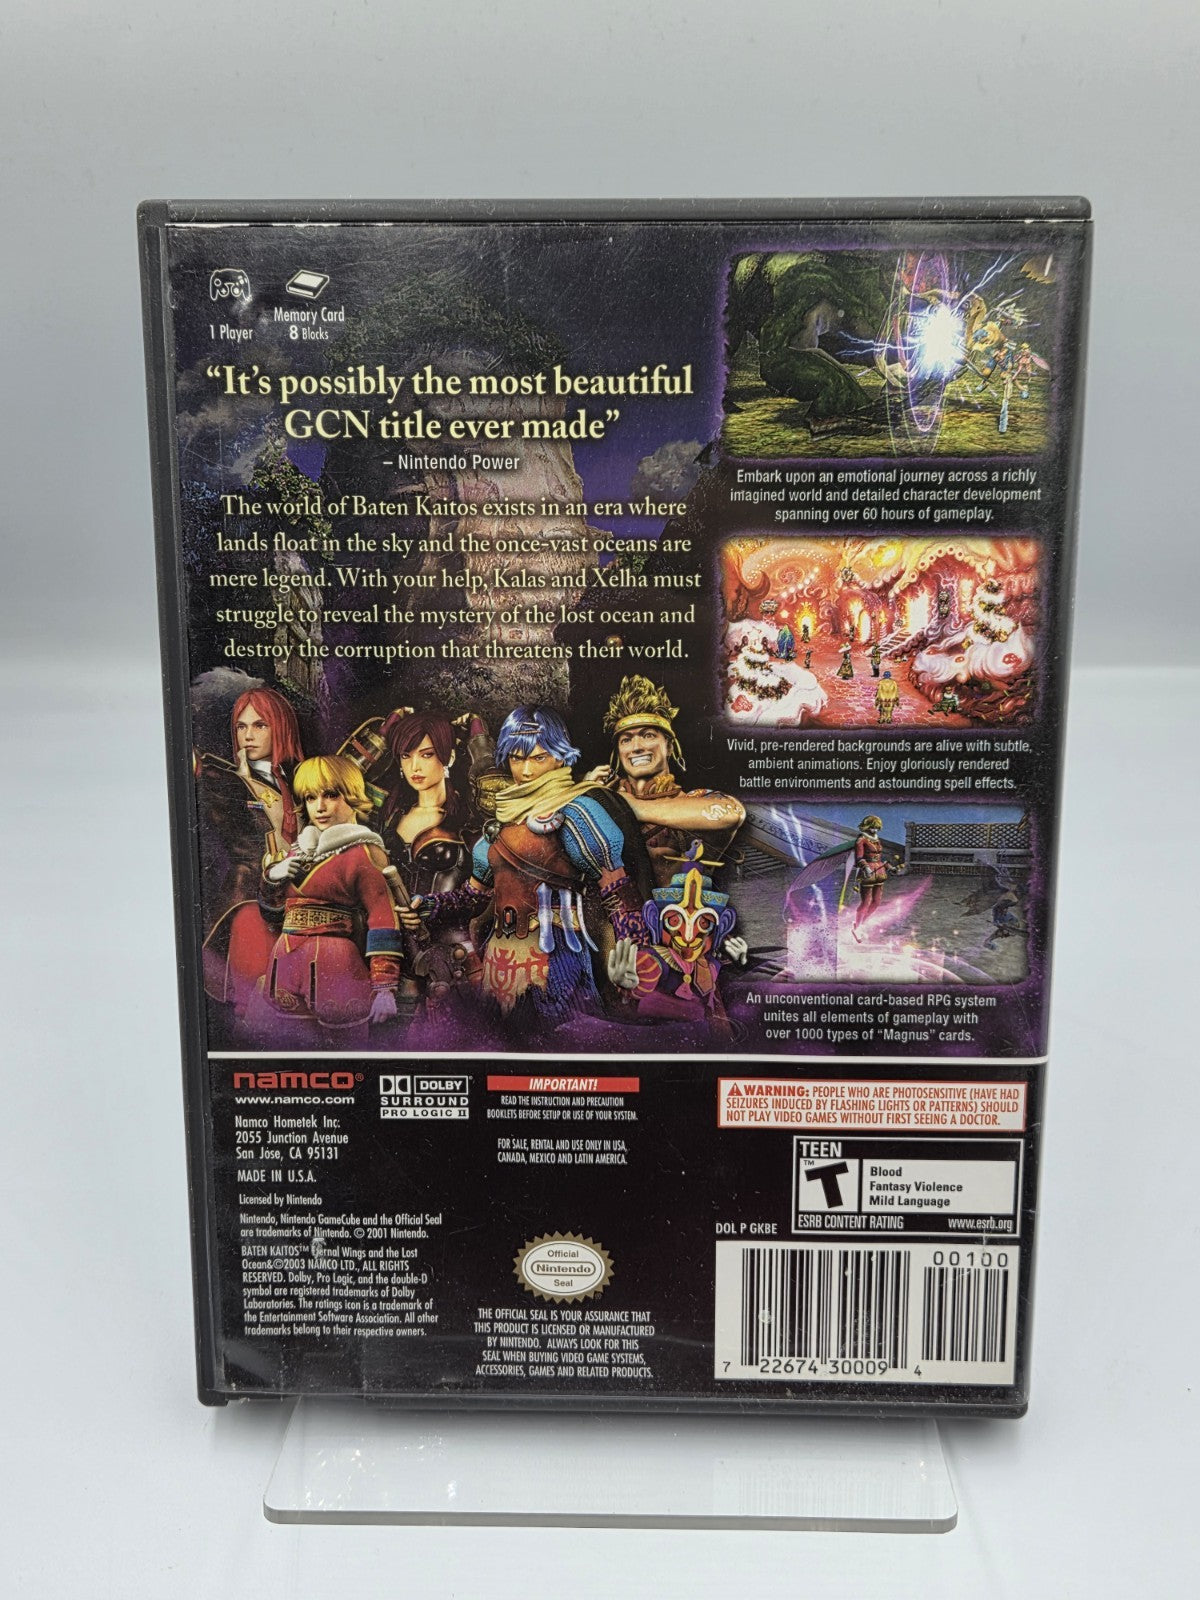 1 Player
Memory Card
8 Blocks
“It's possibly the most beautiful
GCN title ever made”
– Nintendo Power
The world of Baten Kaitos exists in an era where
lands float in the sky and the once-vast oceans are
mere legend. With your help, Kalas and Xelha must
struggle to reveal the mystery of the lost ocean and
destroy the corruption that threatens their world.
Embark upon an emotional journey across a richly
imagined world and detailed character development
spanning over 60 hours of gameplay.
Vivid, pre-rendered backgrounds are alive with subtle,
ambient animations. Enjoy gloriously rendered
battle environments and astounding spell effects.
An unconventional card-based RPG system
unites all elements of gameplay with
over 1000 types of “Magnus” cards.
namco®
www.namco.com
Namco Hometek Inc:
2055 Junction Avenue
San Jose, CA 95131
MADE IN U.S.A.
Licensed by Nintendo
Nintendo, Nintendo GameCube and the Official Seal
are trademarks of Nintendo. © 2001 Nintendo.
BATEN KAITOS™ Eternal Wings and the Lost
Ocean&©2003 NAMCO LTD., ALL RIGHTS
RESERVED. Dolby, Pro Logic, and the double-D
symbol are registered trademarks of Dolby
Laboratories. The ratings icon is a trademark of
the Entertainment Software Association. All other
trademarks belong to their respective owners.
DOLBY
SURROUND
PRO LOGIC II
IMPORTANT!
READ THE INSTRUCTION AND PRECAUTION
BOOKLETS BEFORE SETUP OR USE OF YOUR SYSTEM.
FOR SALE, RENTAL AND USE ONLY IN USA,
CANADA, MEXICO AND LATIN AMERICA.
Official
Nintendo
Seal
THE OFFICIAL SEAL IS YOUR ASSURANCE THAT
THIS PRODUCT IS LICENSED OR MANUFACTURED
BY NINTENDO. ALWAYS LOOK FOR THIS
SEAL WHEN BUYING VIDEO GAME SYSTEMS,
ACCESSORIES, GAMES AND RELATED PRODUCTS.
WARNING: PEOPLE WHO ARE PHOTOSENSITIVE (HAVE HAD
SEIZURES INDUCED BY FLASHING LIGHTS OR PATTERNS) SHOULD
NOT PLAY VIDEO GAMES WITHOUT FIRST SEEING A DOCTOR.
TEEN
T™
Blood
Fantasy Violence
Mild Language
ESRB CONTENT RATING www.esrb.org
DOL P GKBE
00100
7 22674 30009 4